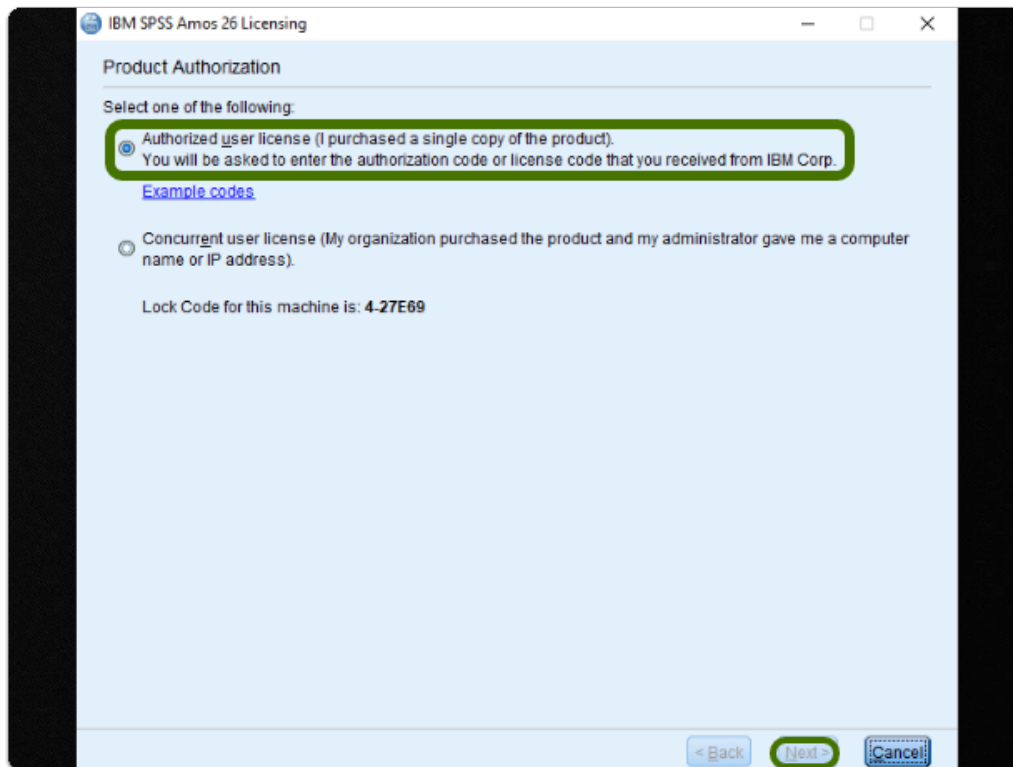 IBM SPSS Amos 26 Licensing
Product Authorization
Select one of the following:
Authorized user license (I purchased a single copy of the product).
You will be asked to enter the authorization code or license code that you received from IBM Corp.
Example codes
Concurrent user license (My organization purchased the product and my administrator gave me a computer
name or IP address).
Lock Code for this machine is: 4-27E69
< Back Next > Cancel